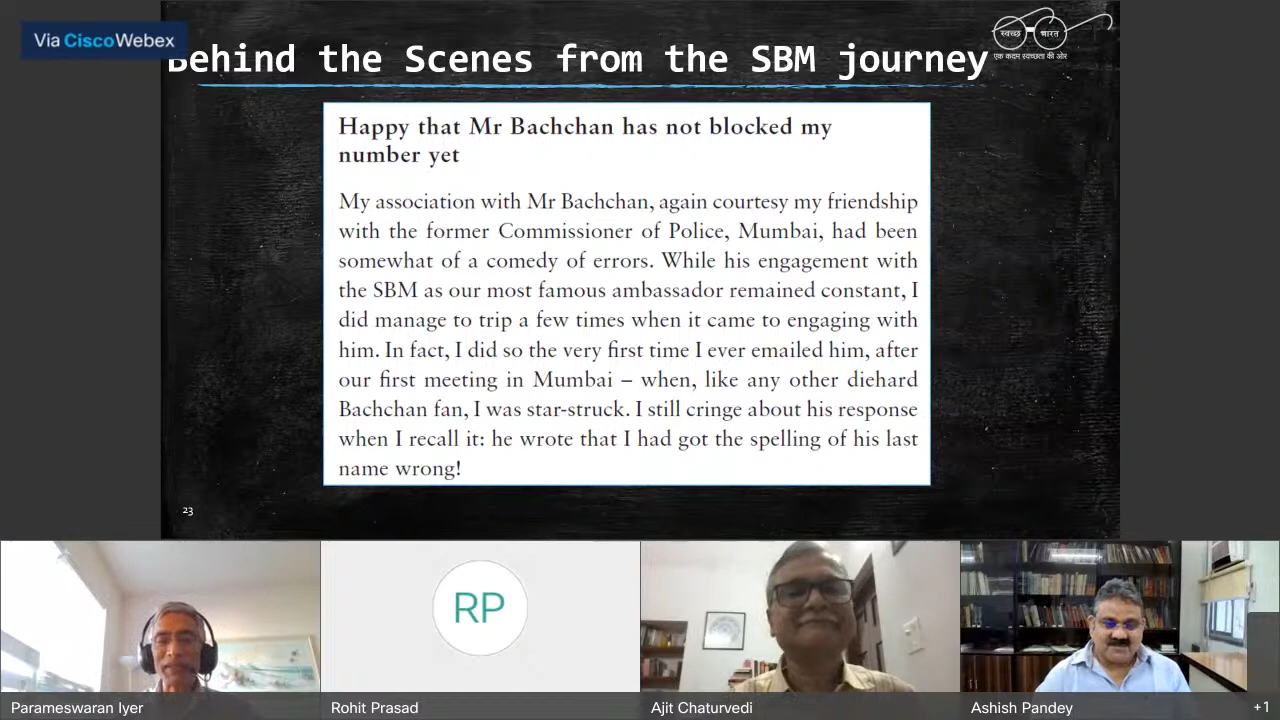 Via CiscoWebex
Behind the Scenes from the SBM journey
स्वच्छ भारत
एक कदम स्वच्छता की ओर
Happy that Mr Bachchan has not blocked my
number yet
My association with Mr Bachchan, again courtesy my friendship
with the former Commissioner of Police, Mumbai, had been
somewhat of a comedy of errors. While his engagement with
the SBM as our most famous ambassador remained constant, I
did manage to trip a few times when it came to engaging with
him. In fact, I did so the very first time I ever emailed him, after
our first meeting in Mumbai – when, like any other diehard
Bachchan fan, I was star-struck. I still cringe about his response
when I recall it: he wrote that I had got the spelling of his last
name wrong!
23
RP
Parameswaran Iyer
Rohit Prasad
Ajit Chaturvedi
Ashish Pandey
+1